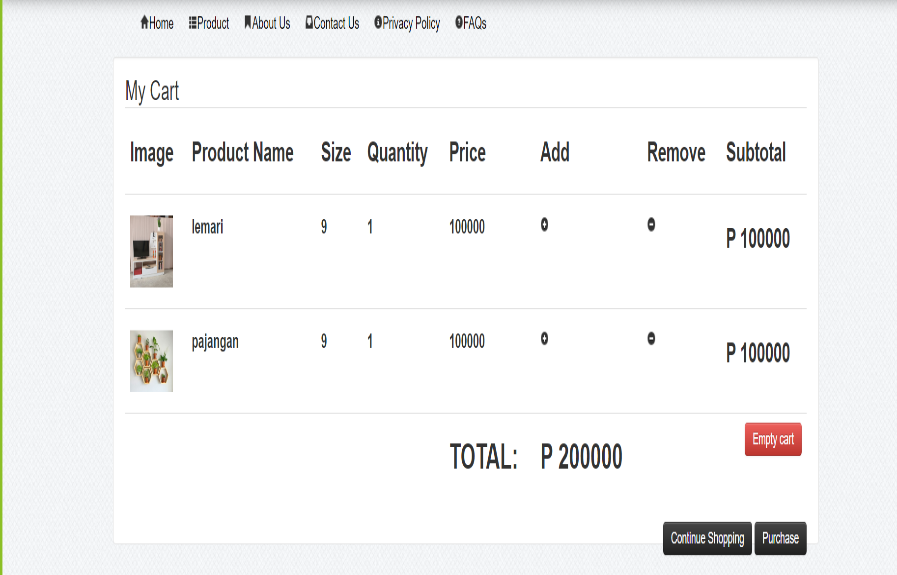 Home Product About Us Contact Us Privacy Policy FAQs
My Cart
Image Product Name Size Quantity Price Add Remove Subtotal
lemari 9 1 100000 P 100000
pajangan 9 1 100000 P 100000
Empty cart
TOTAL: P 200000
Continue Shopping Purchase